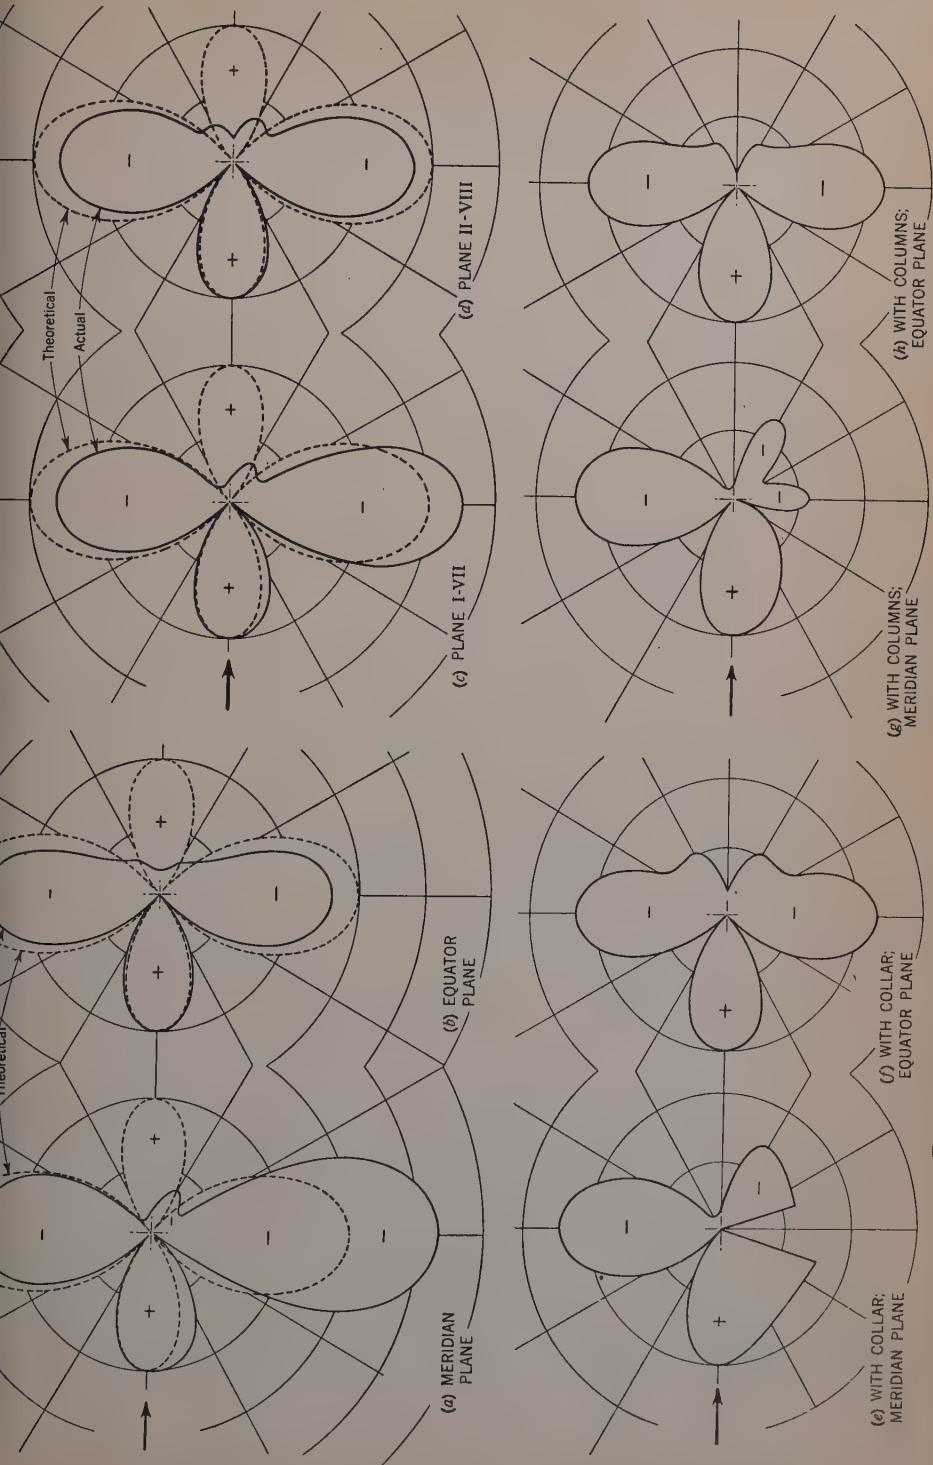 Theoretical
Actual
Theoretical
+
−
−
+
(a) MERIDIAN
PLANE
+
−
−
+
(b) EQUATOR
PLANE
+
−
−
+
(c) PLANE I-VII
+
−
−
+
(d) PLANE II-VIII
−
+
−
(e) WITH COLLAR;
MERIDIAN PLANE
−
+
−
(f) WITH COLLAR;
EQUATOR PLANE
−
+
−
−
(g) WITH COLUMNS;
MERIDIAN PLANE
−
+
−
(h) WITH COLUMNS;
EQUATOR PLANE